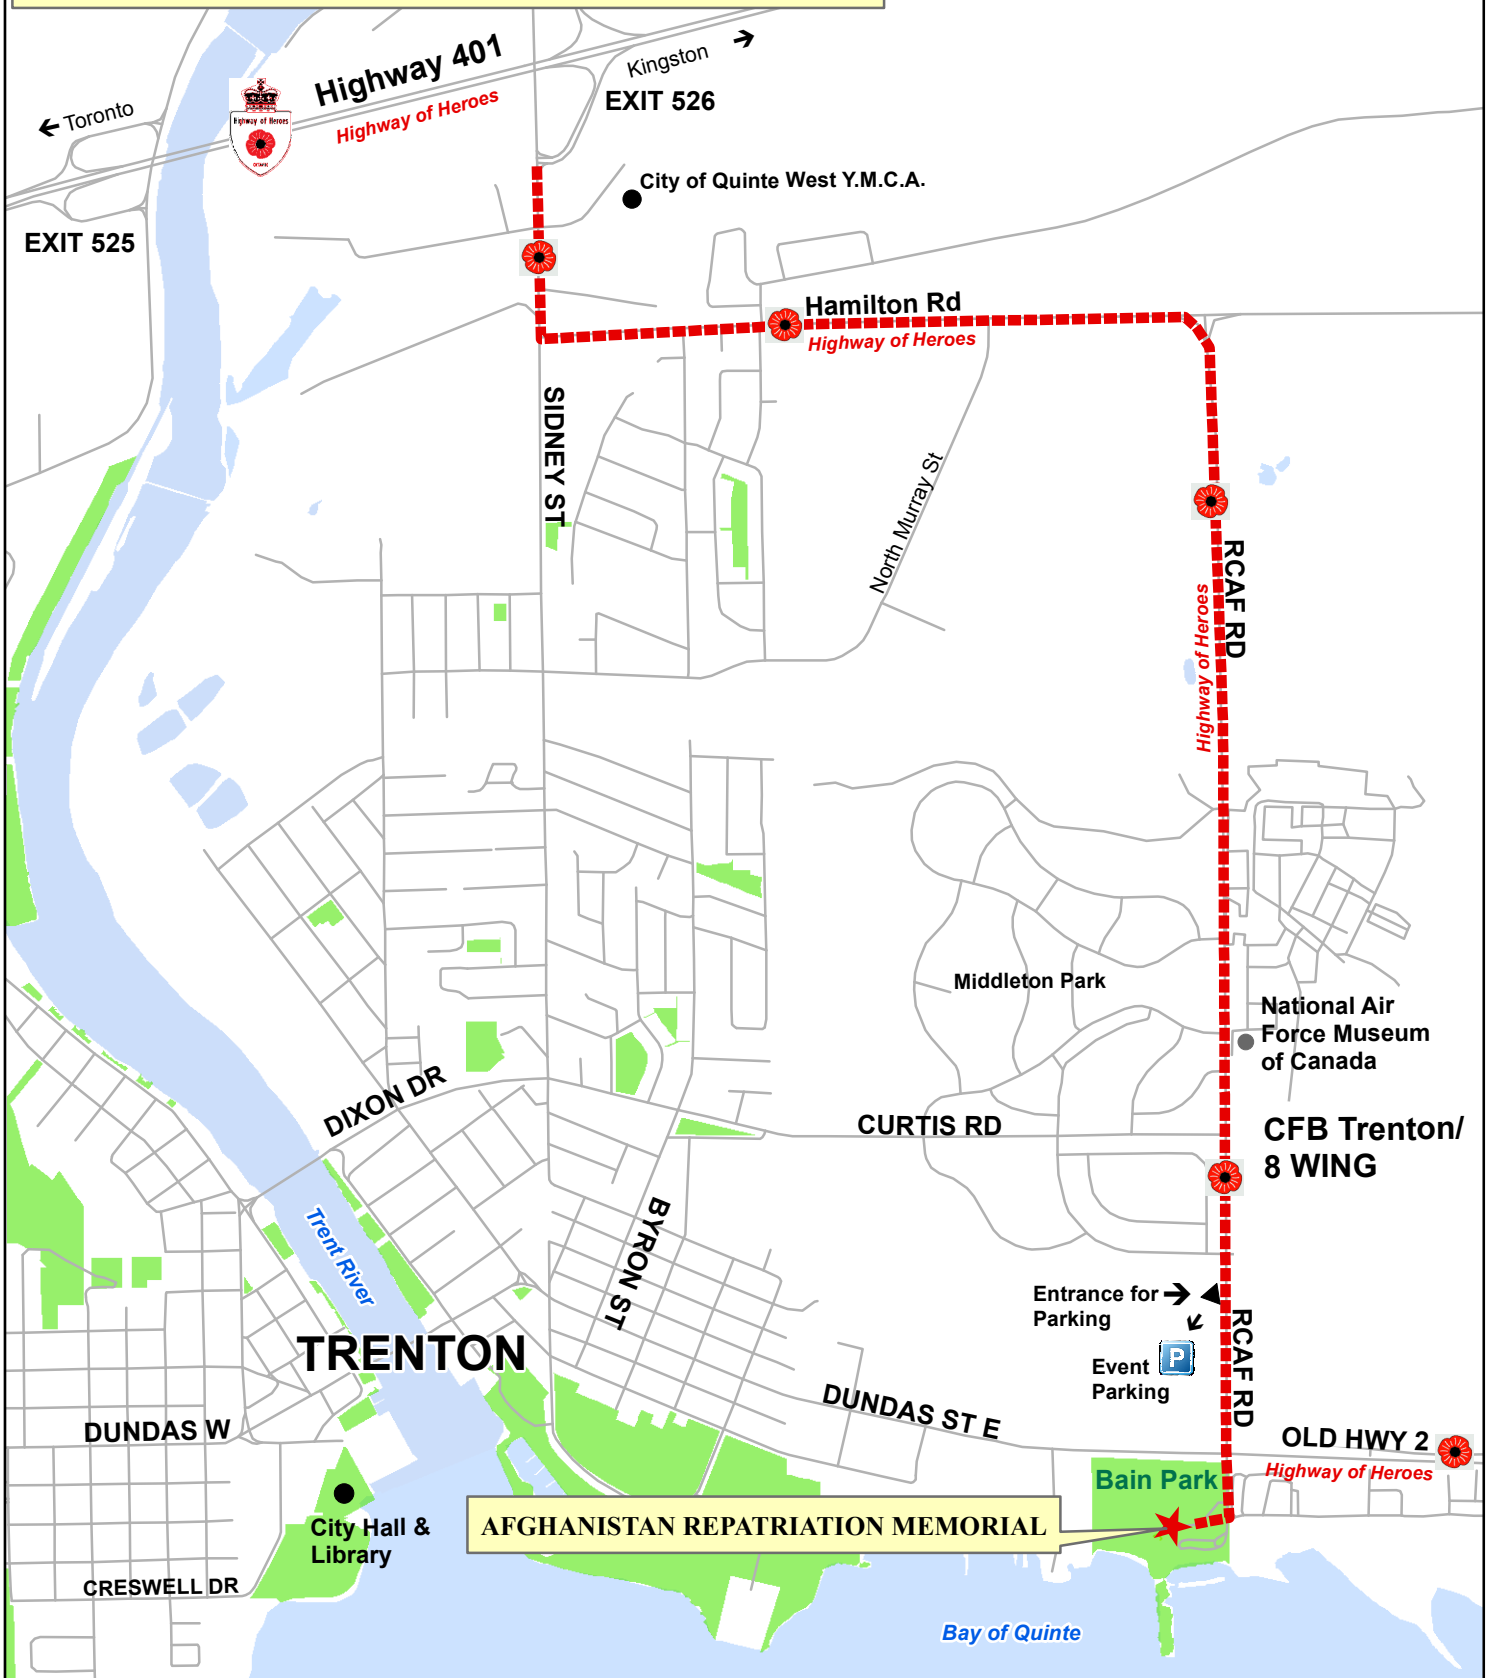 Highway 401
Kingston
Highway of Heroes
EXIT 526
Toronto
Highway of Heroes
EXIT 525
City of Quinte West Y.M.C.A.
Hamilton Rd
Highway of Heroes
SIDNEY ST
North Murray St
RCAF RD
Highway of Heroes
Middleton Park
National Air
Force Museum
of Canada
DIXON DR
CURTIS RD
CFB Trenton/
8 WING
BYRON ST
Trent River
Entrance for
Parking
P
Event
Parking
RCAF RD
TRENTON
DUNDAS ST E
DUNDAS W
OLD HWY 2
Highway of Heroes
Bain Park
AFGHANISTAN REPATRIATION MEMORIAL
City Hall &
Library
CRESWELL DR
Bay of Quinte